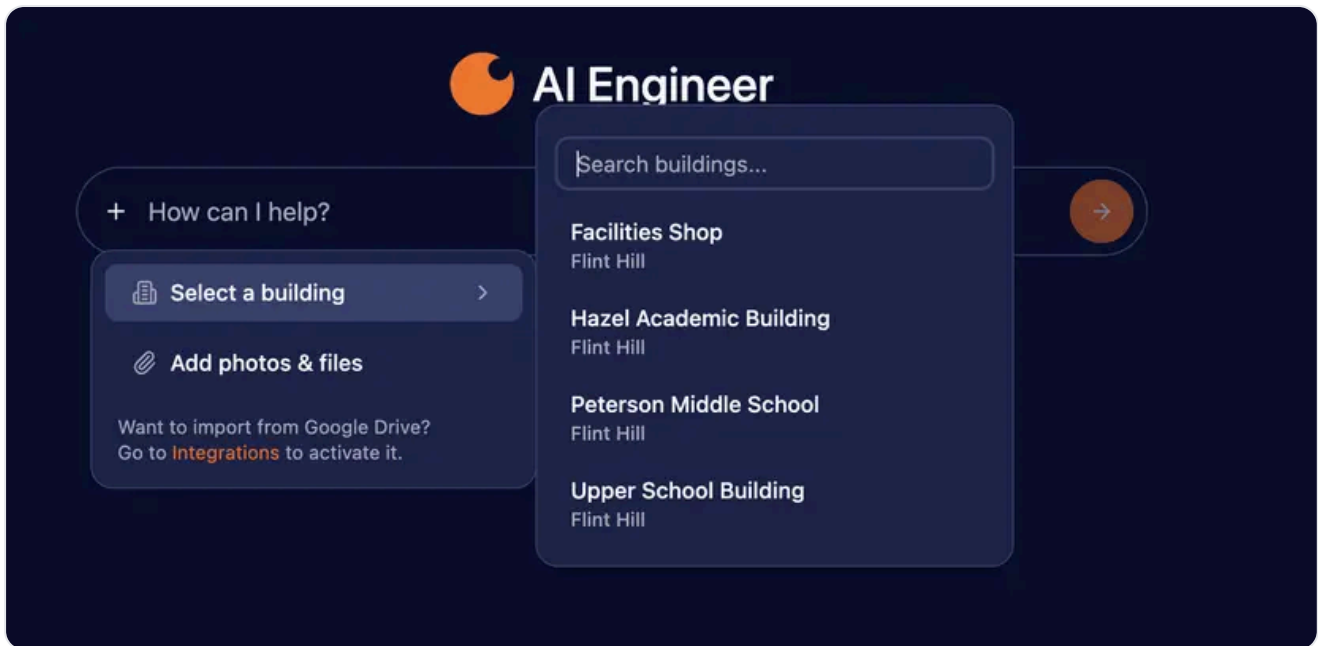 AI Engineer
How can I help?
Select a building
Add photos & files
Want to import from Google Drive?
Go to Integrations to activate it.
Search buildings...
Facilities Shop
Flint Hill
Hazel Academic Building
Flint Hill
Peterson Middle School
Flint Hill
Upper School Building
Flint Hill